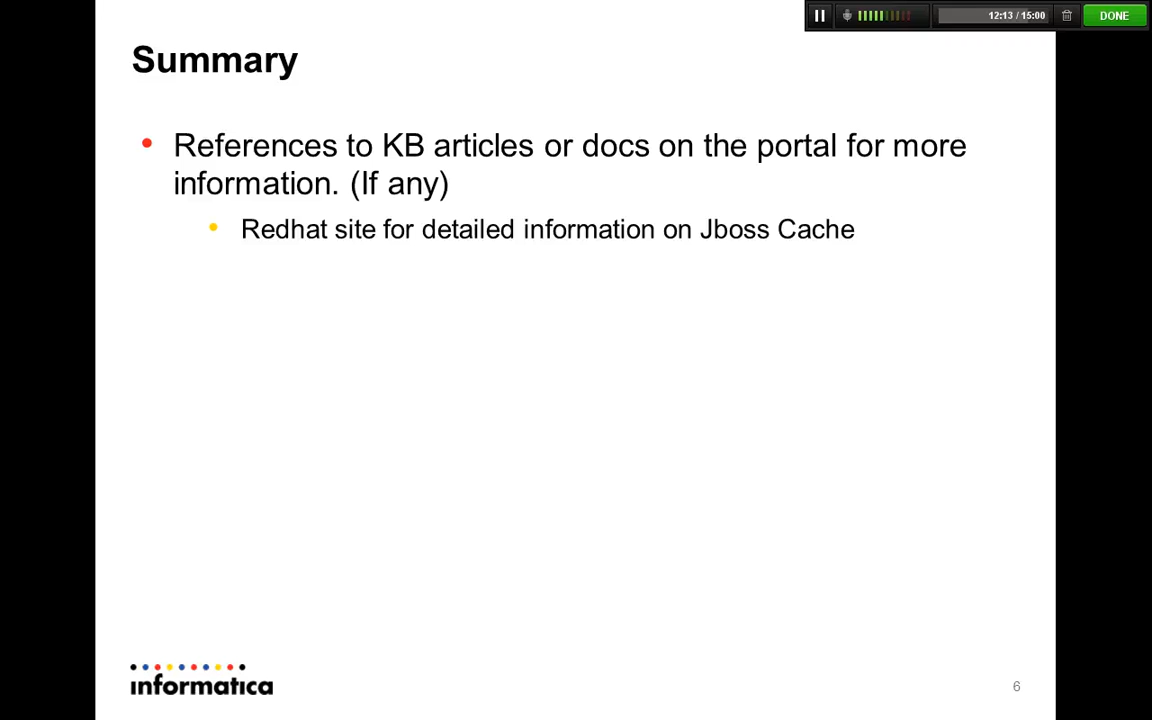 12:13 / 15:00
DONE
Summary
References to KB articles or docs on the portal for more
information. (If any)
Redhat site for detailed information on Jboss Cache
informatica
6